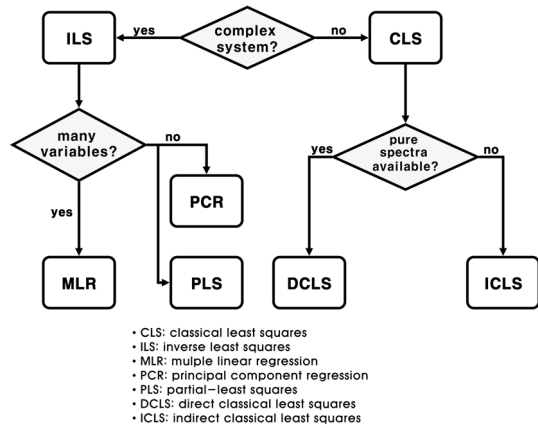 ILS
yes
complex
system?
no
CLS
many
variables?
no
yes
pure
spectra
available?
no
PCR
yes
MLR
PLS
DCLS
ICLS
• CLS: classical least squares
• ILS: inverse least squares
• MLR: mulple linear regression
• PCR: principal component regression
• PLS: partial-least squares
• DCLS: direct classical least squares
• ICLS: indirect classical least squares